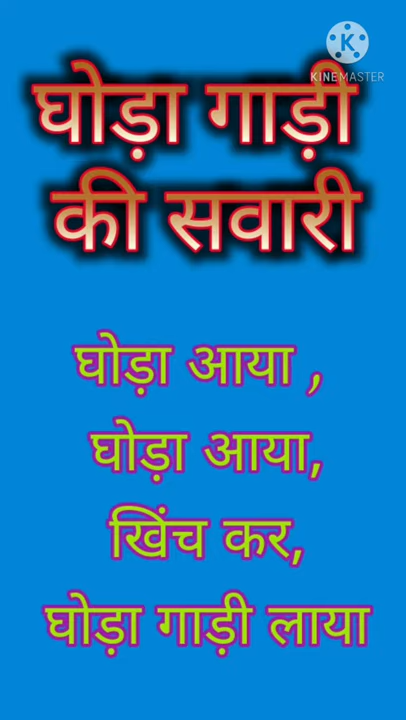 KINEMASTER
घोड़ा गाड़ी
की सवारी
घोड़ा आया ,
घोड़ा आया,
खिंच कर,
घोड़ा गाड़ी लाया